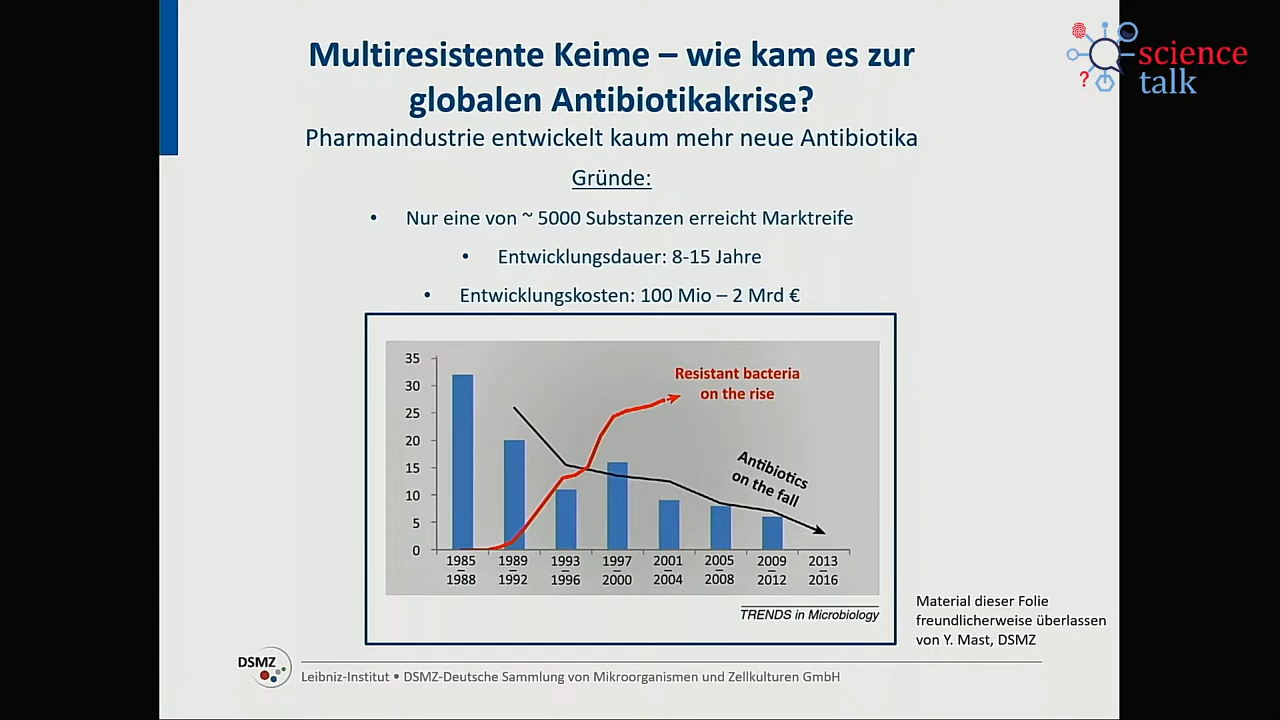 science
talk
?
Multiresistente Keime – wie kam es zur
globalen Antibiotikakrise?
Pharmaindustrie entwickelt kaum mehr neue Antibiotika
Gründe:
• Nur eine von ~ 5000 Substanzen erreicht Marktreife
• Entwicklungsdauer: 8-15 Jahre
• Entwicklungskosten: 100 Mio – 2 Mrd €
35
30
25
20
15
10
5
0
Resistant bacteria
on the rise
Antibiotics
on the fall
1985 – 1988
1989 – 1992
1993 – 1996
1997 – 2000
2001 – 2004
2005 – 2008
2009 – 2012
2013 – 2016
TRENDS in Microbiology
Material dieser Folie
freundlicherweise überlassen
von Y. Mast, DSMZ
DSMZ
Leibniz-Institut • DSMZ-Deutsche Sammlung von Mikroorganismen und Zellkulturen GmbH